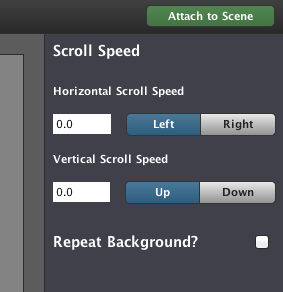 Attach to Scene
Scroll Speed
Horizontal Scroll Speed
0.0 Left Right
Vertical Scroll Speed
0.0 Up Down
Repeat Background?